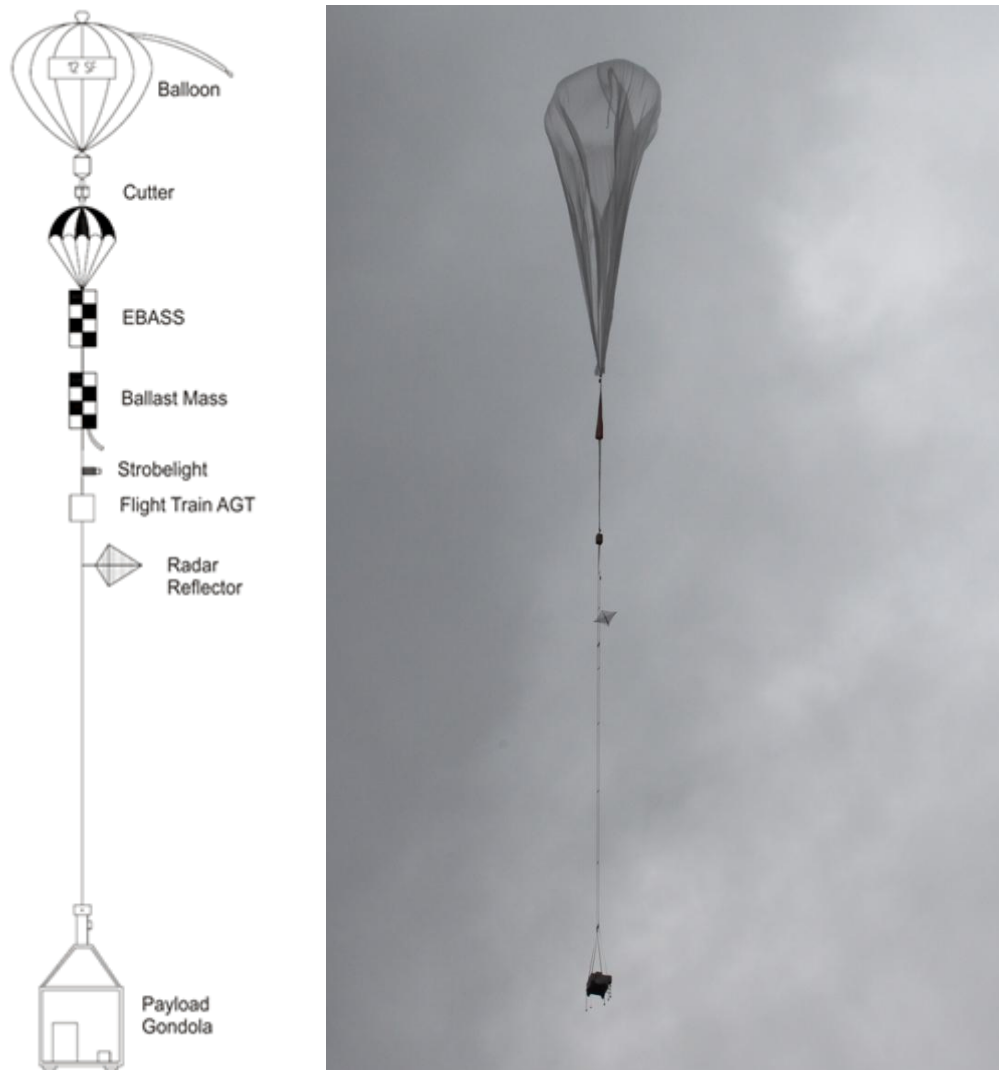 12 SF
Balloon
Cutter
EBASS
Ballast Mass
Strobelight
Flight Train AGT
Radar
Reflector
Payload
Gondola